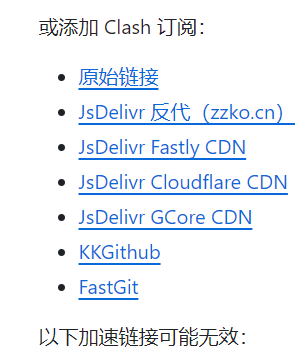 或添加 Clash 订阅：
原始链接
JsDelivr 反代（zzko.cn）
JsDelivr Fastly CDN
JsDelivr Cloudflare CDN
JsDelivr GCore CDN
KKGithub
FastGit
以下加速链接可能无效：